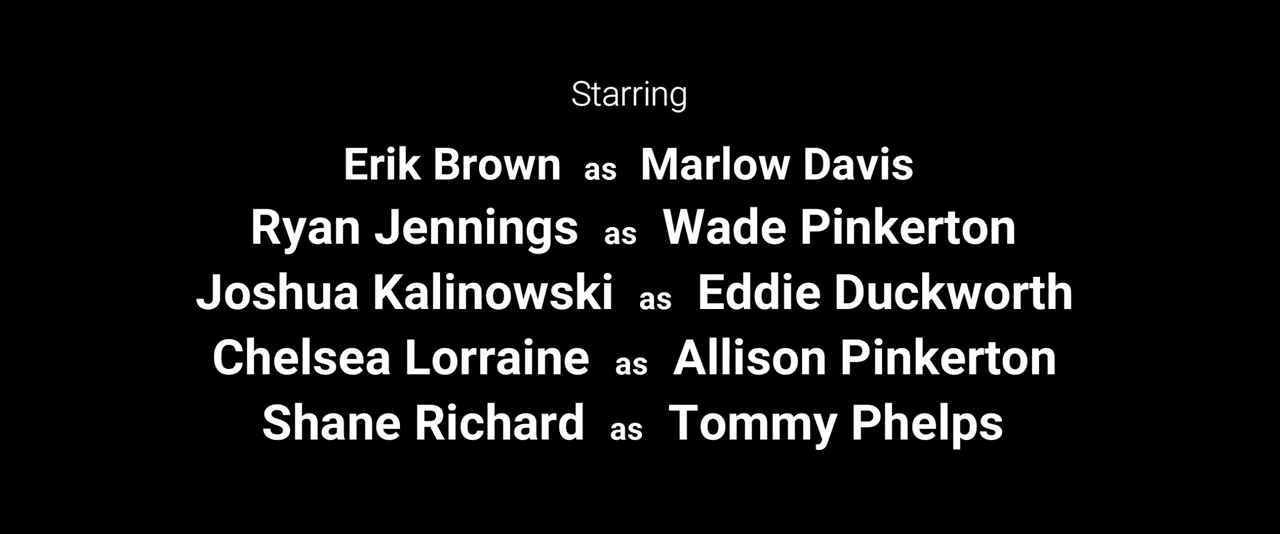 Starring
Erik Brown as Marlow Davis
Ryan Jennings as Wade Pinkerton
Joshua Kalinowski as Eddie Duckworth
Chelsea Lorraine as Allison Pinkerton
Shane Richard as Tommy Phelps